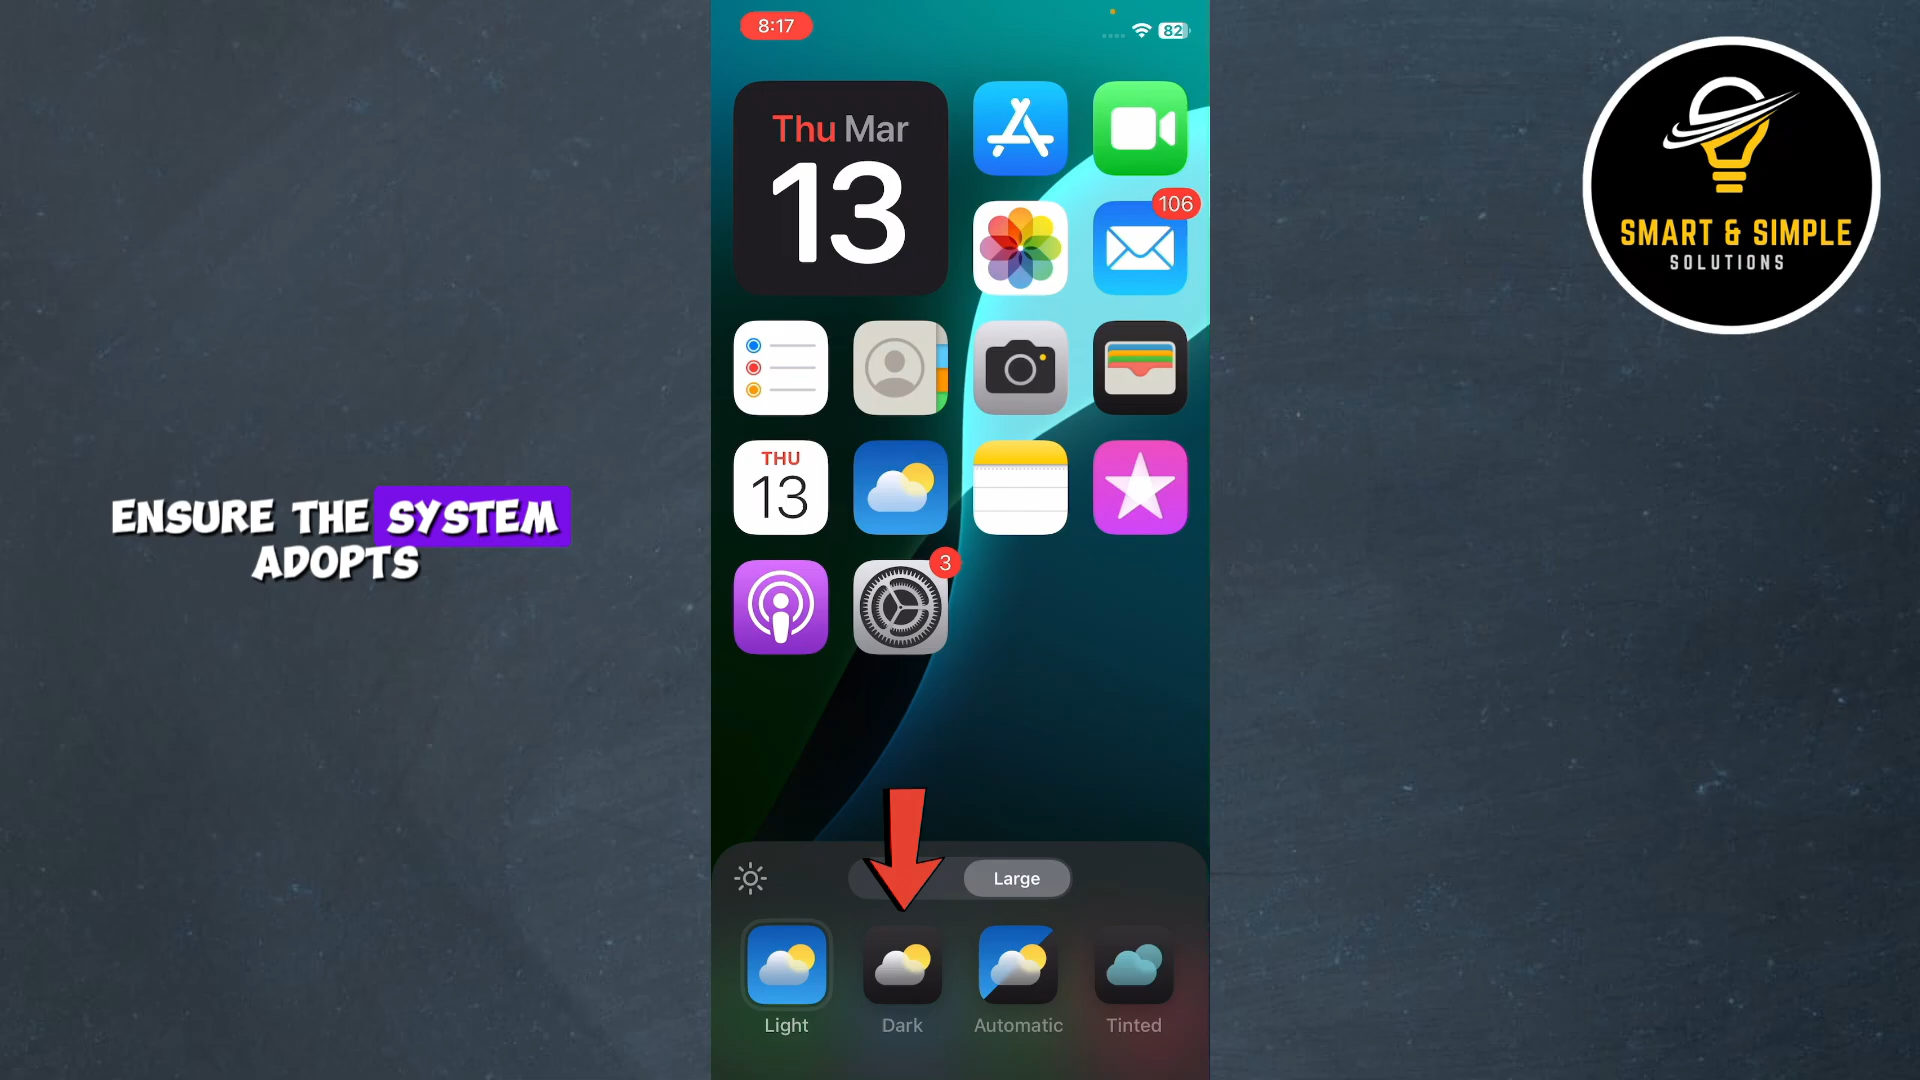 8:17
82
Thu Mar
13
106
THU
13
3
ENSURE THE SYSTEM
ADOPTS
Large
Light
Dark
Automatic
Tinted
SMART & SIMPLE
SOLUTIONS